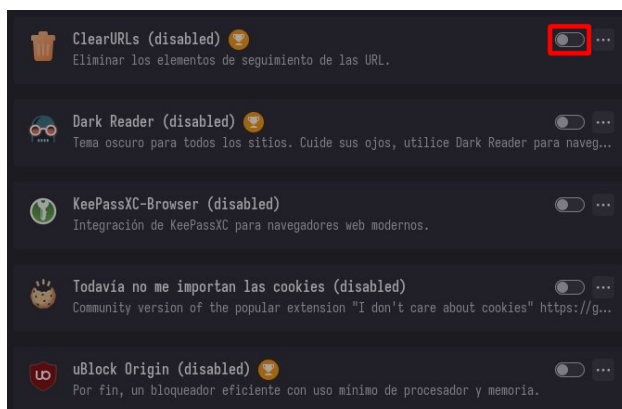 ClearURLs (disabled)
Eliminar los elementos de seguimiento de las URL.
Dark Reader (disabled)
Tema oscuro para todos los sitios. Cuide sus ojos, utilice Dark Reader para naveg...
KeePassXC-Browser (disabled)
Integración de KeePassXC para navegadores web modernos.
Todavía no me importan las cookies (disabled)
Community version of the popular extension "I don't care about cookies" https://g...
uBlock Origin (disabled)
Por fin, un bloqueador eficiente con uso mínimo de procesador y memoria.